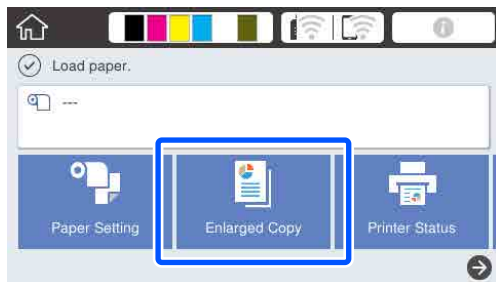 Load paper.
---
Paper Setting
Enlarged Copy
Printer Status